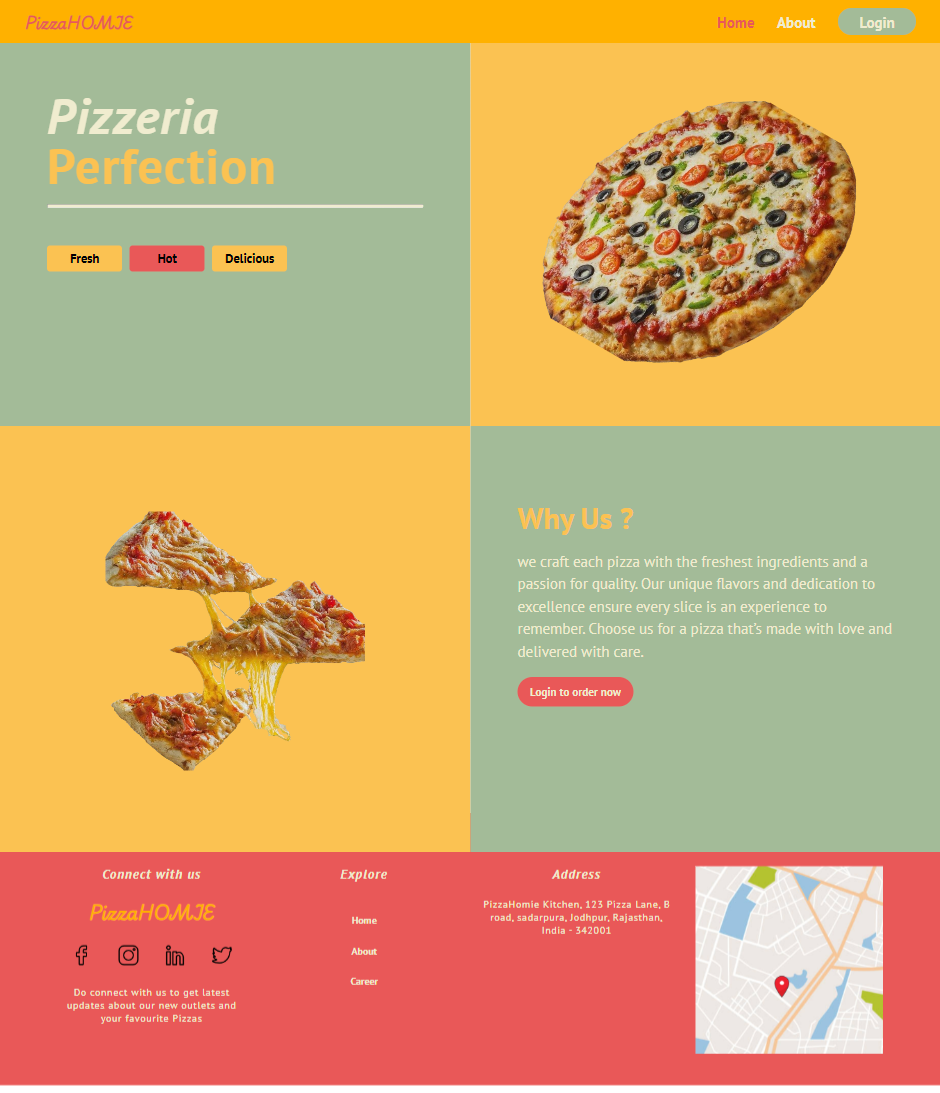 PizzaHOMIE
Home
About
Login
Pizzeria
Perfection
Fresh
Hot
Delicious
Why Us ?
we craft each pizza with the freshest ingredients and a
passion for quality. Our unique flavors and dedication to
excellence ensure every slice is an experience to
remember. Choose us for a pizza that's made with love and
delivered with care.
Login to order now
Connect with us
PizzaHOMIE
Do connect with us to get latest
updates about our new outlets and
your favourite Pizzas
Explore
Home
About
Career
Address
PizzaHomie Kitchen, 123 Pizza Lane, B
road, sadarpura, Jodhpur, Rajasthan,
India - 342001